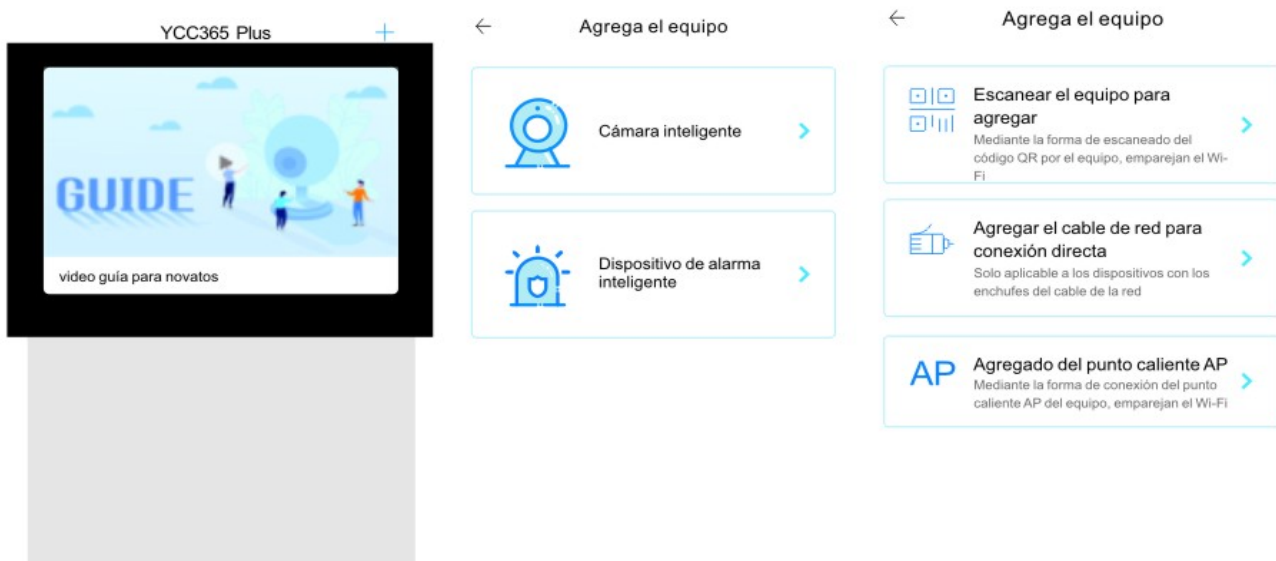 YCC365 Plus
+
GUIDE
video guía para novatos
Agrega el equipo
Cámara inteligente
Dispositivo de alarma
inteligente
Agrega el equipo
Escanear el equipo para
agregar
Mediante la forma de escaneado del
código QR por el equipo, emparejan el Wi-
Fi
Agregar el cable de red para
conexión directa
Solo aplicable a los dispositivos con los
enchufes del cable de la red
AP
Agregado del punto caliente AP
Mediante la forma de conexión del punto
caliente AP del equipo, emparejan el Wi-Fi